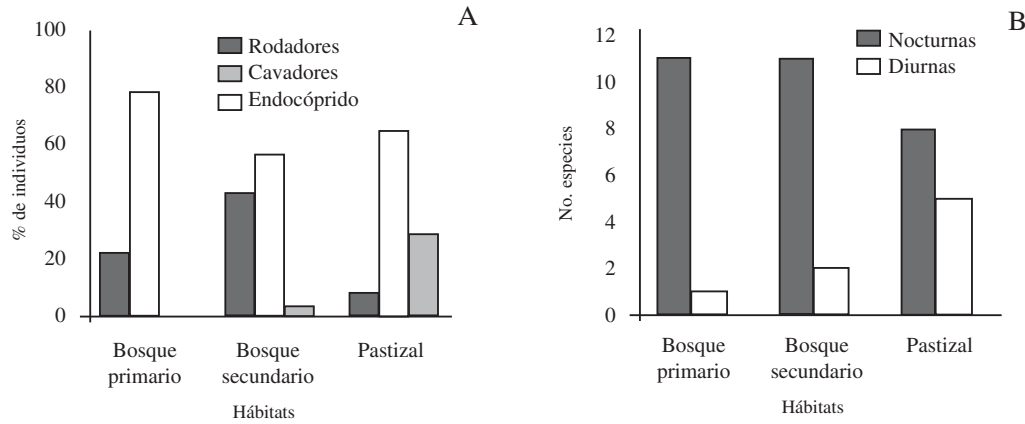 A
100
80
60
40
20
0
% de individuos
Rodadores
Cavadores
Endocóprido
Bosque
primario
Bosque
secundario
Pastizal
Hábitats
B
12
10
8
6
4
2
0
No. especies
Nocturnas
Diurnas
Bosque
primario
Bosque
secundario
Pastizal
Hábitats